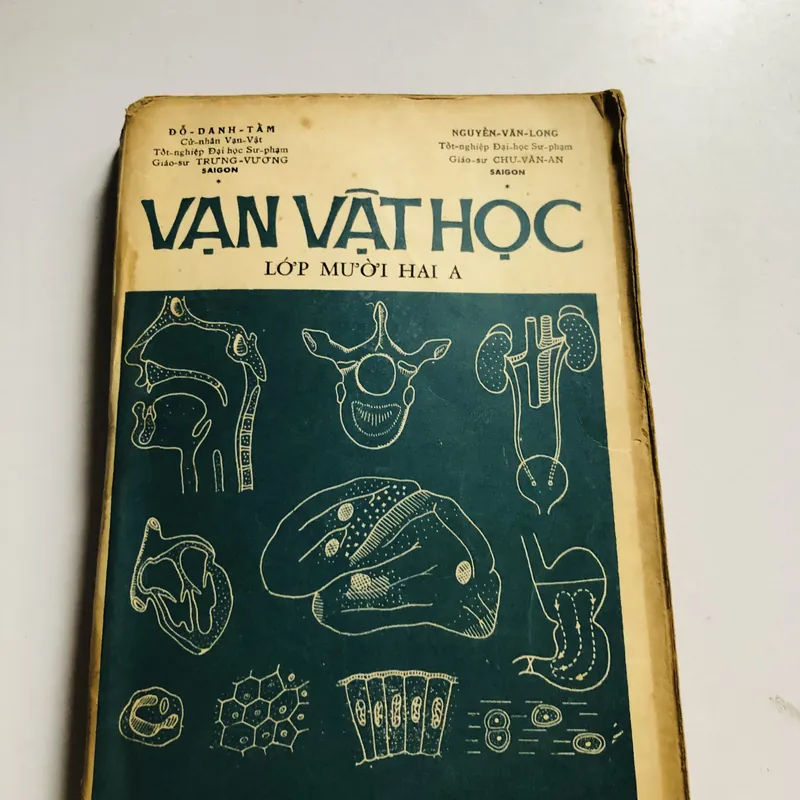 ĐỖ-DANH-TẦM
Cử-nhân Vạn-Vật
Tốt-nghiệp Đại học Sư-phạm
Giáo-sư TRƯNG-VƯƠNG
SAIGON
*
NGUYỄN-VĂN-LONG
Tốt-nghiệp Đại-học Sư-phạm
Giáo-sư CHU-VĂN-AN
SAIGON
*
VẠN VẬT HỌC
LỚP MƯỜI HAI A